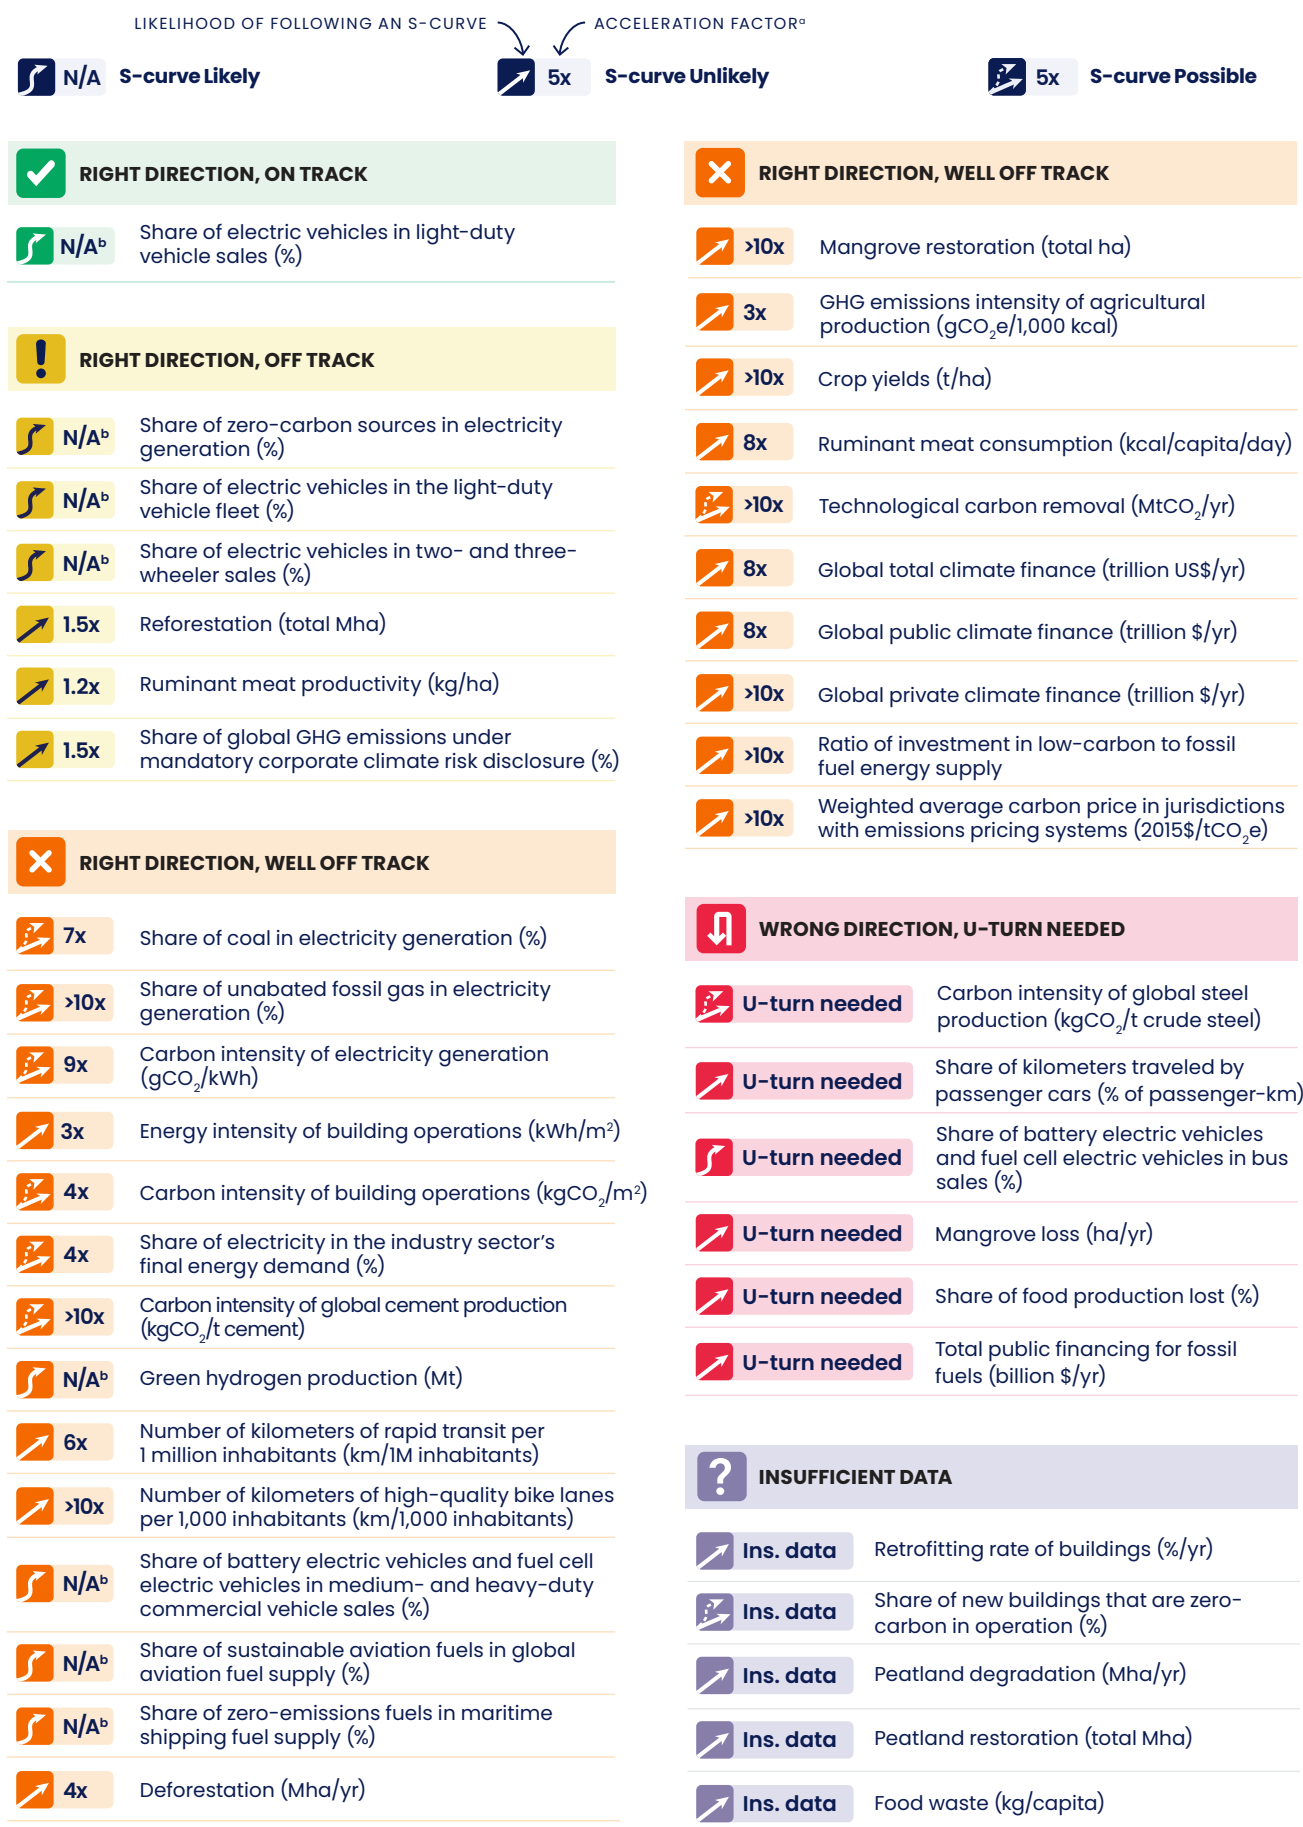 LIKELIHOOD OF FOLLOWING AN S-CURVE
ACCELERATION FACTORᵃ
N/A S-curve Likely
5x S-curve Unlikely
5x S-curve Possible
RIGHT DIRECTION, ON TRACK
N/Aᵇ Share of electric vehicles in light-duty
vehicle sales (%)
RIGHT DIRECTION, OFF TRACK
N/Aᵇ Share of zero-carbon sources in electricity
generation (%)
N/Aᵇ Share of electric vehicles in the light-duty
vehicle fleet (%)
N/Aᵇ Share of electric vehicles in two- and three-
wheeler sales (%)
1.5x Reforestation (total Mha)
1.2x Ruminant meat productivity (kg/ha)
1.5x Share of global GHG emissions under
mandatory corporate climate risk disclosure (%)
RIGHT DIRECTION, WELL OFF TRACK
7x Share of coal in electricity generation (%)
>10x Share of unabated fossil gas in electricity
generation (%)
9x Carbon intensity of electricity generation
(gCO₂/kWh)
3x Energy intensity of building operations (kWh/m²)
4x Carbon intensity of building operations (kgCO₂/m²)
4x Share of electricity in the industry sector's
final energy demand (%)
>10x Carbon intensity of global cement production
(kgCO₂/t cement)
N/Aᵇ Green hydrogen production (Mt)
6x Number of kilometers of rapid transit per
1 million inhabitants (km/1M inhabitants)
>10x Number of kilometers of high-quality bike lanes
per 1,000 inhabitants (km/1,000 inhabitants)
N/Aᵇ Share of battery electric vehicles and fuel cell
electric vehicles in medium- and heavy-duty
commercial vehicle sales (%)
N/Aᵇ Share of sustainable aviation fuels in global
aviation fuel supply (%)
N/Aᵇ Share of zero-emissions fuels in maritime
shipping fuel supply (%)
4x Deforestation (Mha/yr)
RIGHT DIRECTION, WELL OFF TRACK
>10x Mangrove restoration (total ha)
3x GHG emissions intensity of agricultural
production (gCO₂e/1,000 kcal)
>10x Crop yields (t/ha)
8x Ruminant meat consumption (kcal/capita/day)
>10x Technological carbon removal (MtCO₂/yr)
8x Global total climate finance (trillion US$/yr)
8x Global public climate finance (trillion $/yr)
>10x Global private climate finance (trillion $/yr)
>10x Ratio of investment in low-carbon to fossil
fuel energy supply
>10x Weighted average carbon price in jurisdictions
with emissions pricing systems (2015$/tCO₂e)
WRONG DIRECTION, U-TURN NEEDED
U-turn needed Carbon intensity of global steel
production (kgCO₂/t crude steel)
U-turn needed Share of kilometers traveled by
passenger cars (% of passenger-km)
U-turn needed Share of battery electric vehicles
and fuel cell electric vehicles in bus
sales (%)
U-turn needed Mangrove loss (ha/yr)
U-turn needed Share of food production lost (%)
U-turn needed Total public financing for fossil
fuels (billion $/yr)
INSUFFICIENT DATA
Ins. data Retrofitting rate of buildings (%/yr)
Ins. data Share of new buildings that are zero-
carbon in operation (%)
Ins. data Peatland degradation (Mha/yr)
Ins. data Peatland restoration (total Mha)
Ins. data Food waste (kg/capita)